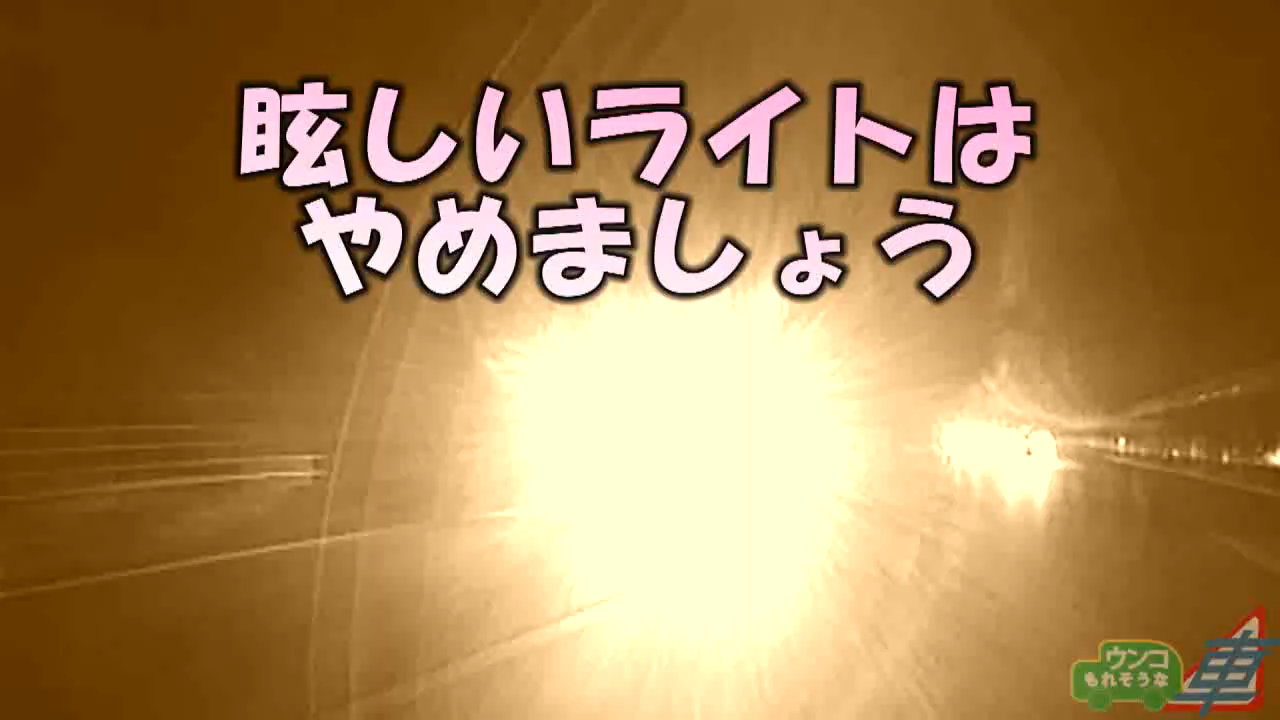 眩しいライトは
やめましょう
ウンコ
もれそうな
車